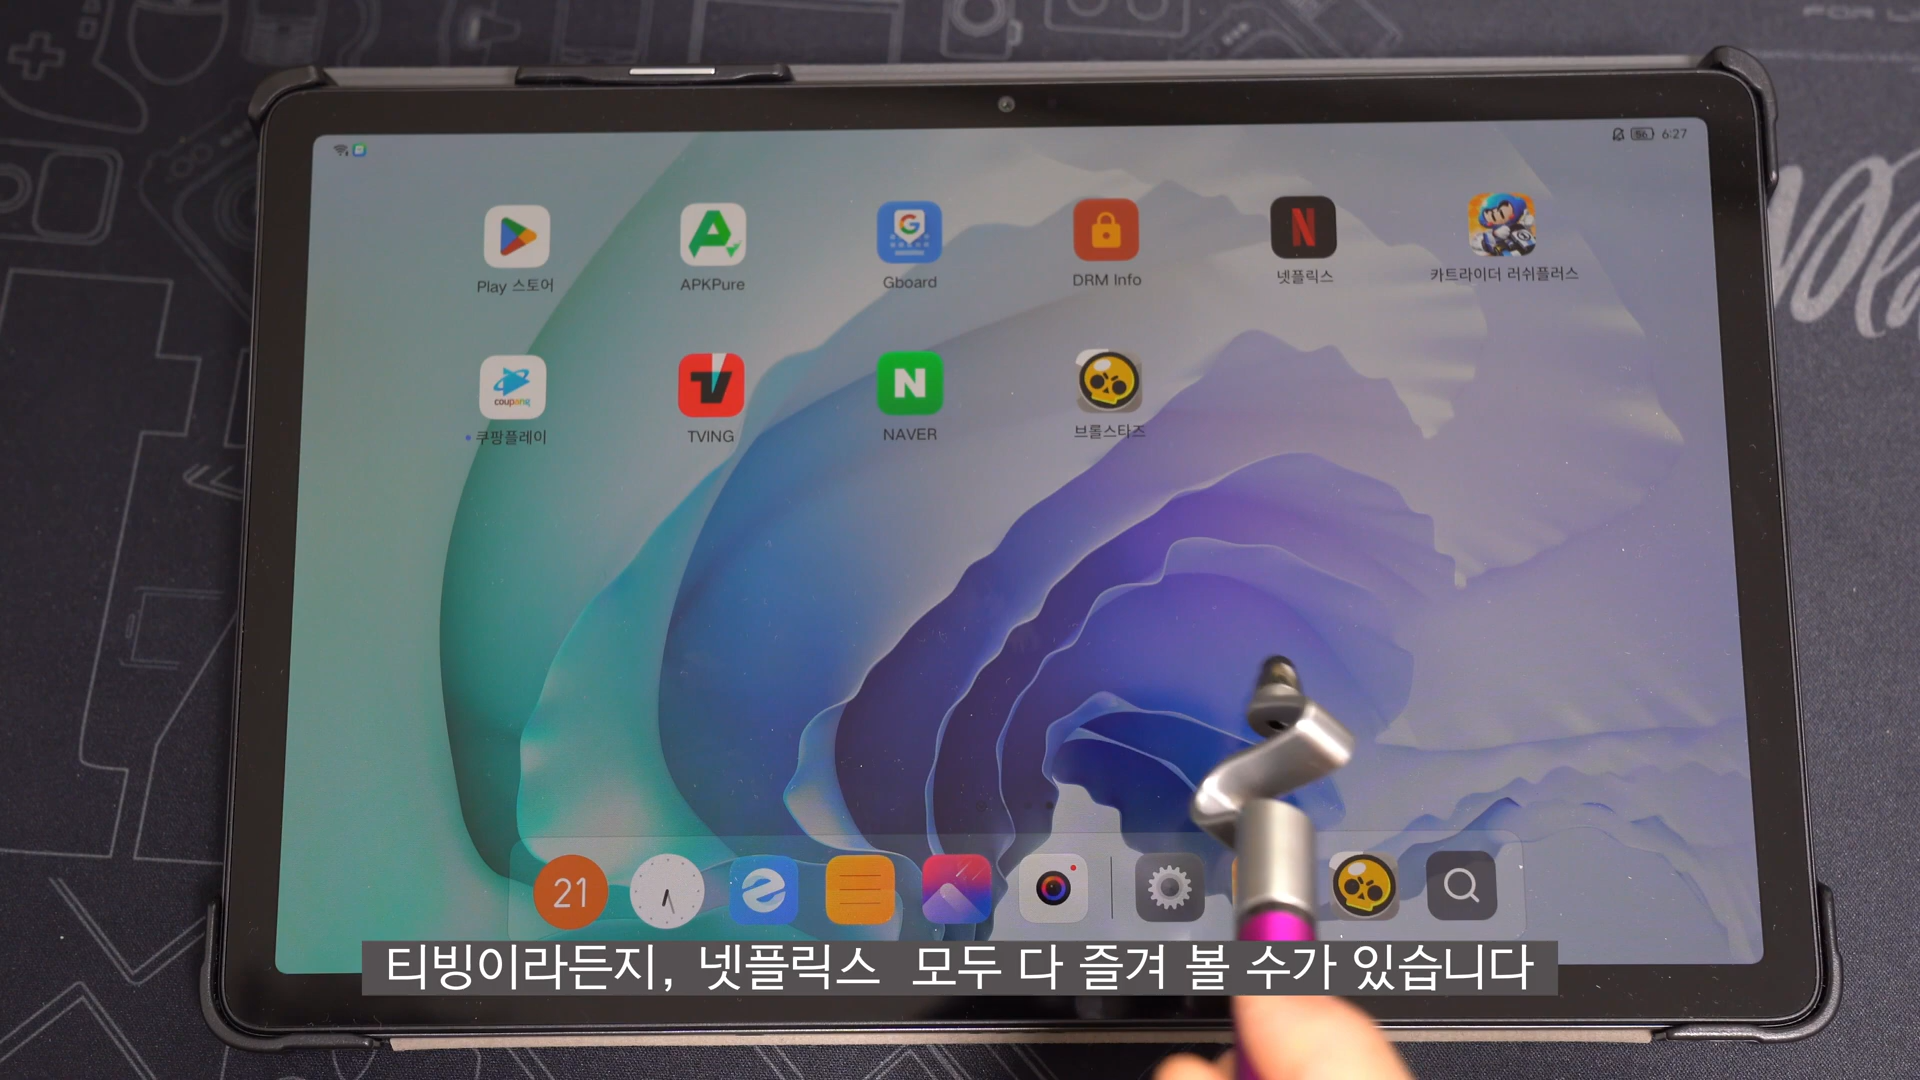 FOR
56 6:27
Play 스토어
APKPure
Gboard
DRM Info
넷플릭스
카트라이더 러쉬플러스
coupang
쿠팡플레이
TVING
NAVER
브롤스타즈
21
티빙이라든지, 넷플릭스 모두 다 즐겨 볼 수가 있습니다